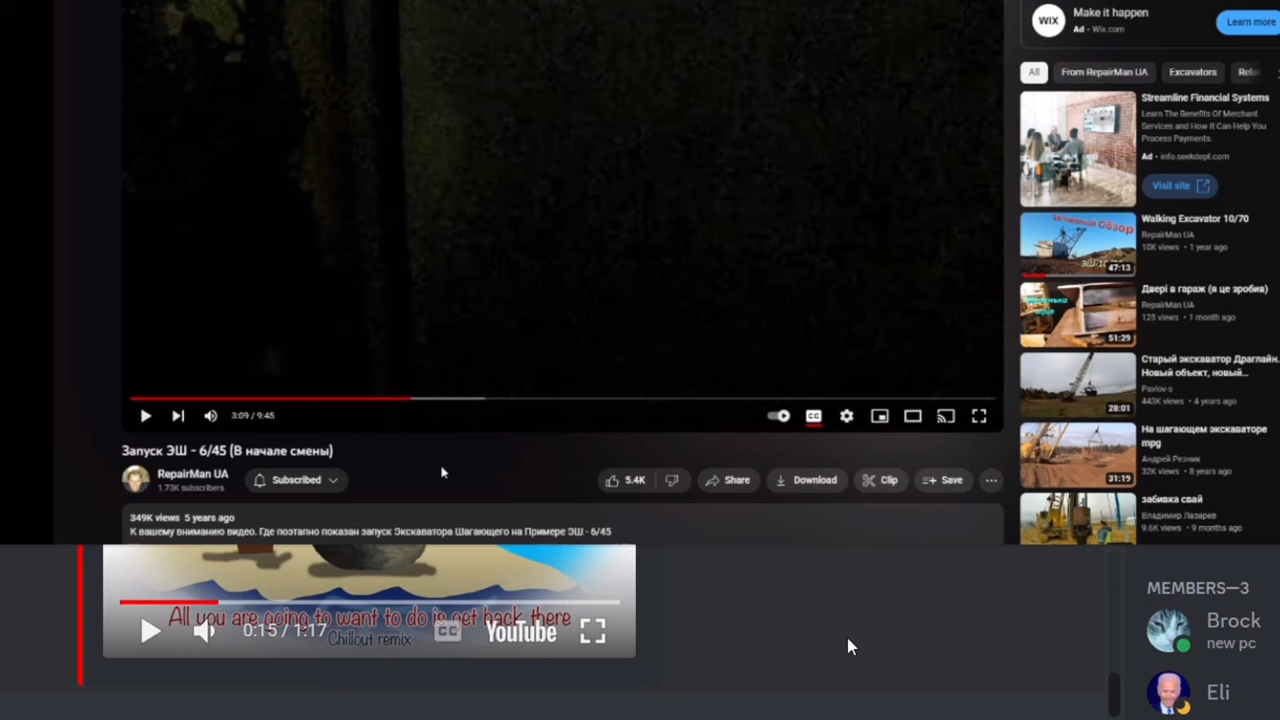 WIX
Make it happen
Ad • Wix.com
Learn more
All
From RepairMan UA
Excavators
Streamline Financial Systems
Learn The Benefits Of Merchant
Services and How It Can Help You
Process Payments.
Ad • info.seekdept.com
Visit site
Walking Excavator 10/70
RepairMan UA
10K views • 1 year ago
47:13
Двері в гараж (я це зробив)
RepairMan UA
125 views • 1 month ago
51:29
Старый экскаватор Драглайн.
Новый объект, новый...
Pavlov-s
443K views • 4 years ago
28:01
На шагающем экскаваторе
mpg
Андрей Резник
32K views • 8 years ago
31:19
забивка свай
Владимир Лазарев
9.6K views • 9 months ago
3:09 / 9:45
CC
Запуск ЭШ - 6/45 (В начале смены)
RepairMan UA
1.73K subscribers
Subscribed
5.4K
Share
Download
Clip
Save
349K views 5 years ago
К вашему вниманию видео. Где поэтапно показан запуск Экскаватора Шагающего на Примере ЭШ - 6/45
All you are going to want to do is get back there
Chillout remix
0:15 / 1:17
CC
YouTube
MEMBERS—3
Brock
new pc
Eli